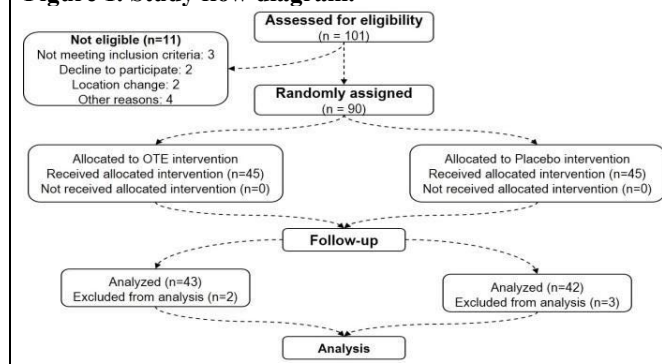 Figure 1. Study flow diagram.
Assessed for eligibility
(n = 101)
Not eligible (n=11)
Not meeting inclusion criteria: 3
Decline to participate: 2
Location change: 2
Other reasons: 4
Randomly assigned
(n = 90)
Allocated to OTE intervention
Received allocated intervention (n=45)
Not received allocated intervention (n=0)
Allocated to Placebo intervention
Received allocated intervention (n=45)
Not received allocated intervention (n=0)
Follow-up
Analyzed (n=43)
Excluded from analysis (n=2)
Analyzed (n=42)
Excluded from analysis (n=3)
Analysis